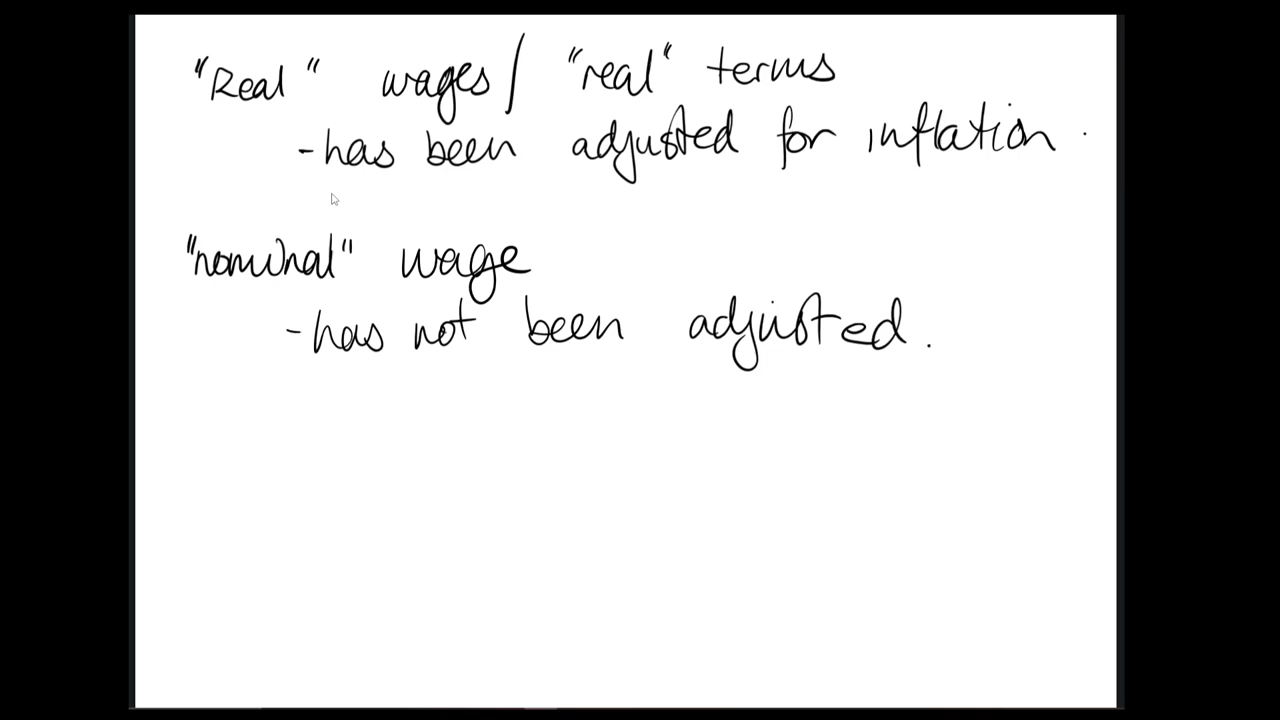 "Real" wages/ "real" terms
-has been adjusted for inflation.
"nominal" wage
-has not been adjusted.